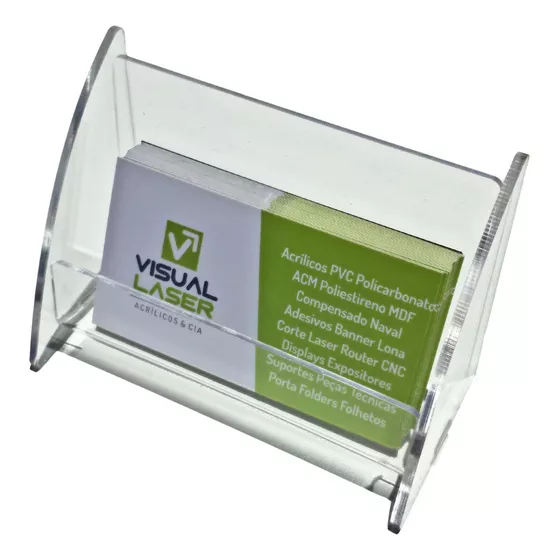 VISUAL
LASER
ACRÍLICOS & CIA
Acrílicos PVC Policarbonato
ACM Poliestireno MDF
Compensado Naval
Adesivos Banner Lona
Corte Laser Router CNC
Displays Expositores
Suportes Peças Técnicas
Porta Folders Folhetos